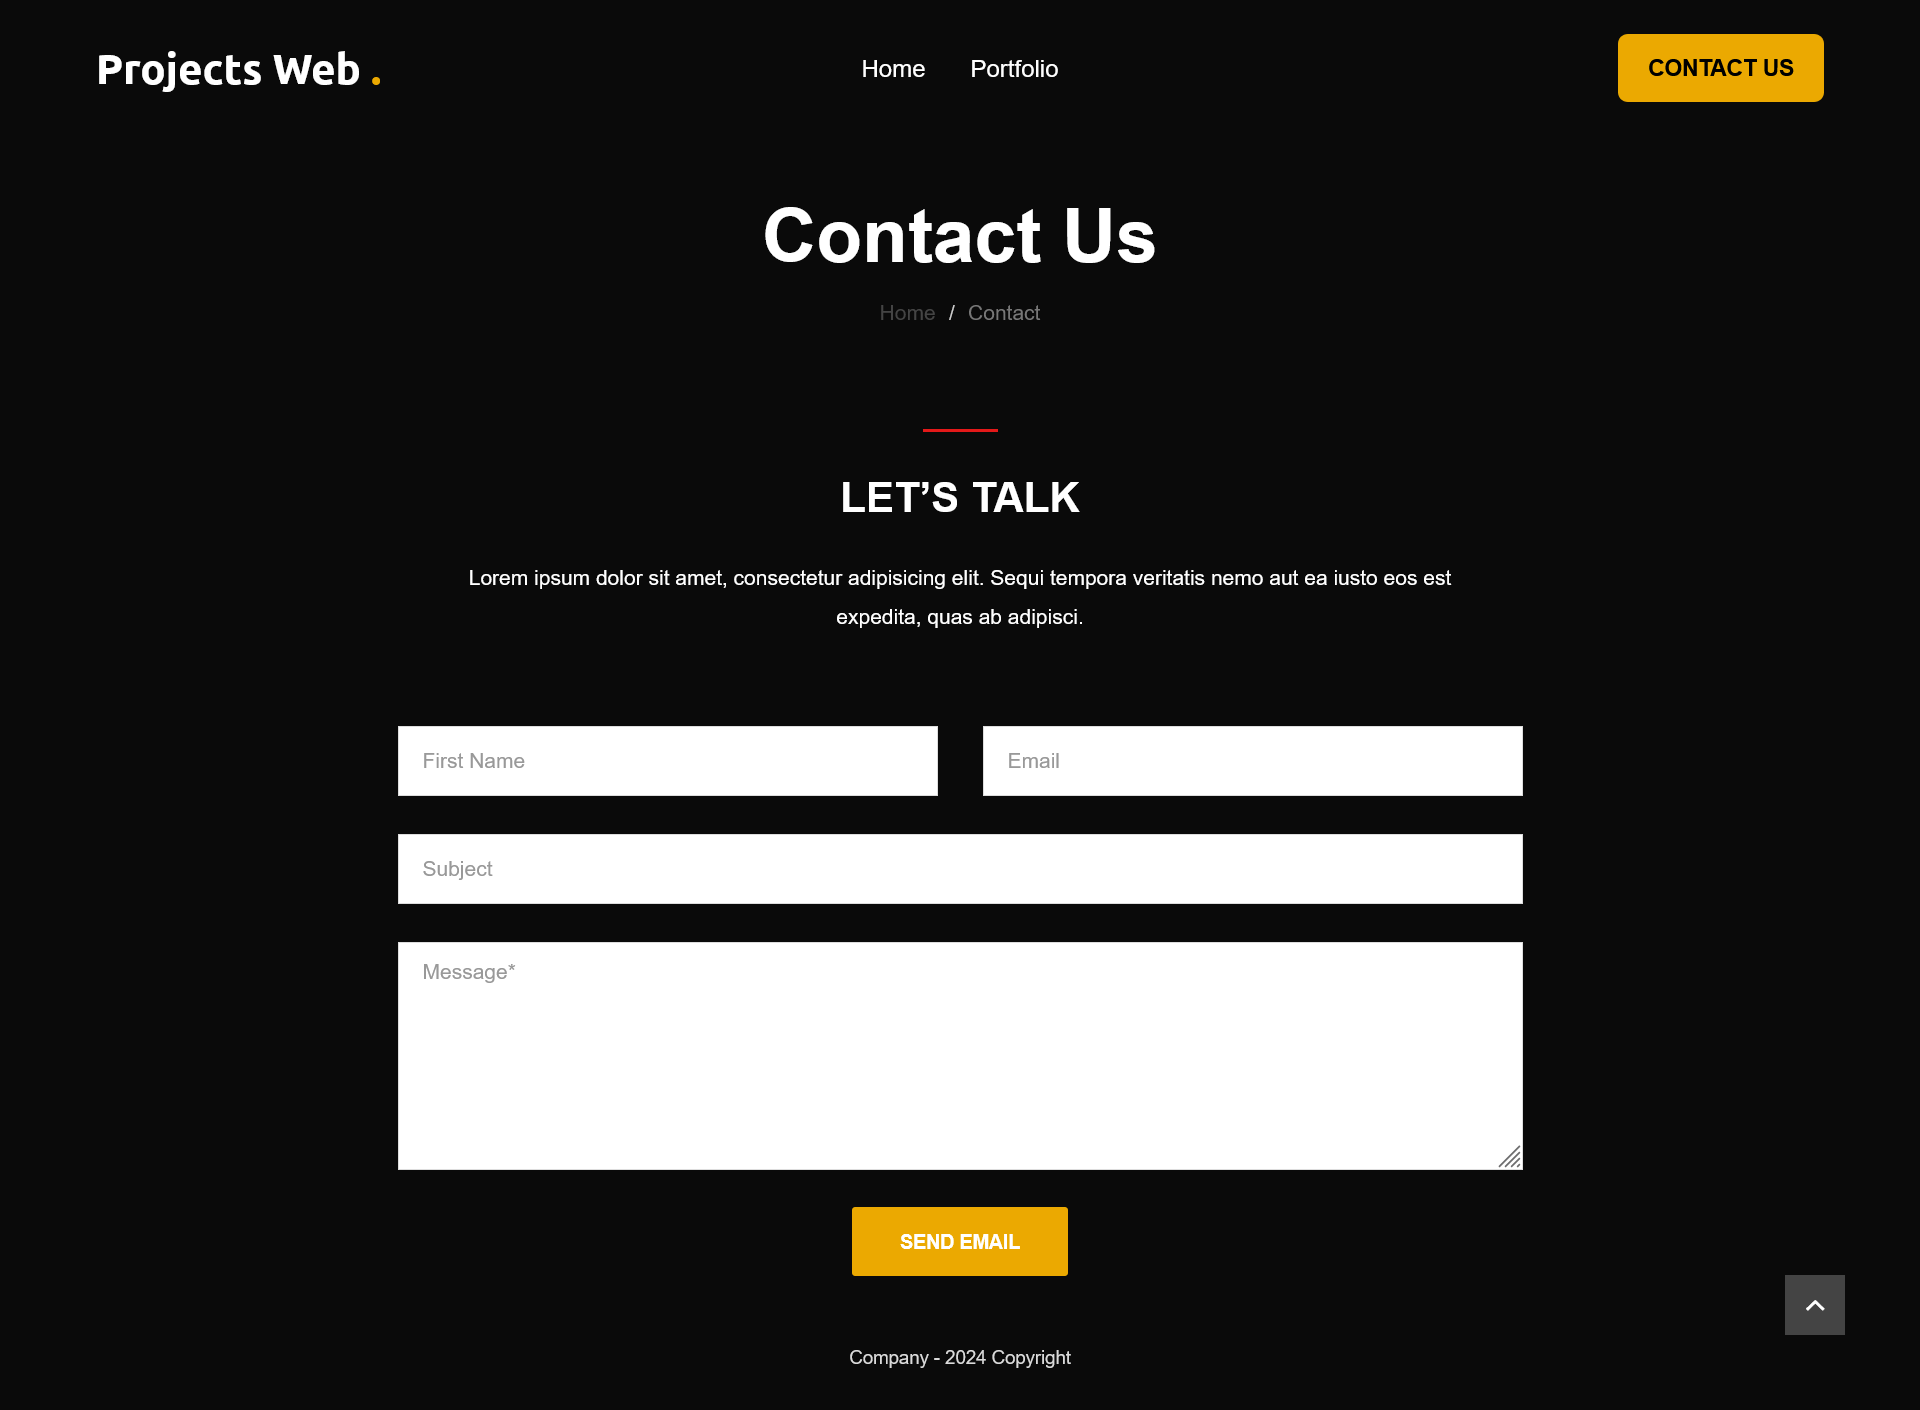 Projects Web .
Home
Portfolio
CONTACT US
Contact Us
Home / Contact
LET’S TALK
Lorem ipsum dolor sit amet, consectetur adipisicing elit. Sequi tempora veritatis nemo aut ea iusto eos est
expedita, quas ab adipisci.
First Name
Email
Subject
Message*
SEND EMAIL
Company - 2024 Copyright